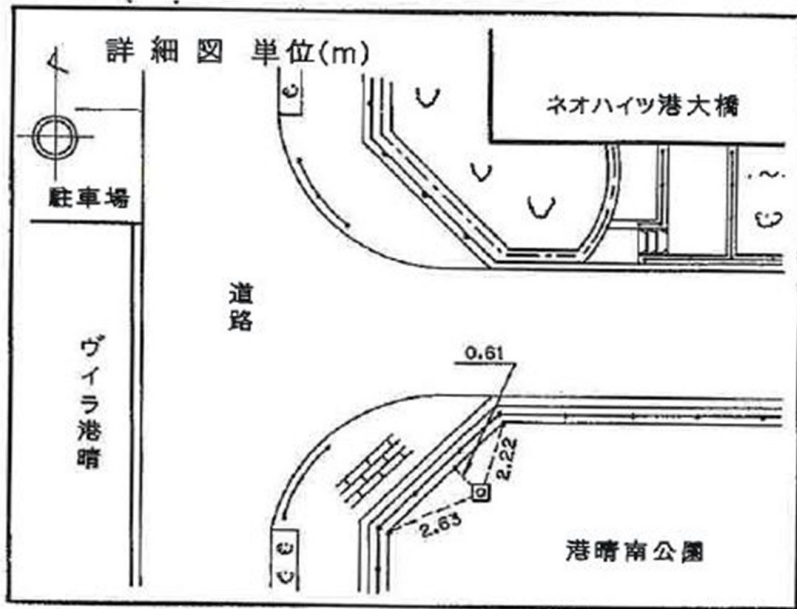 詳細図 単位(m)
ネオハイツ港大橋
駐車場
道路
ヴィラ港晴
0.61
2.22
2.63
港晴南公園